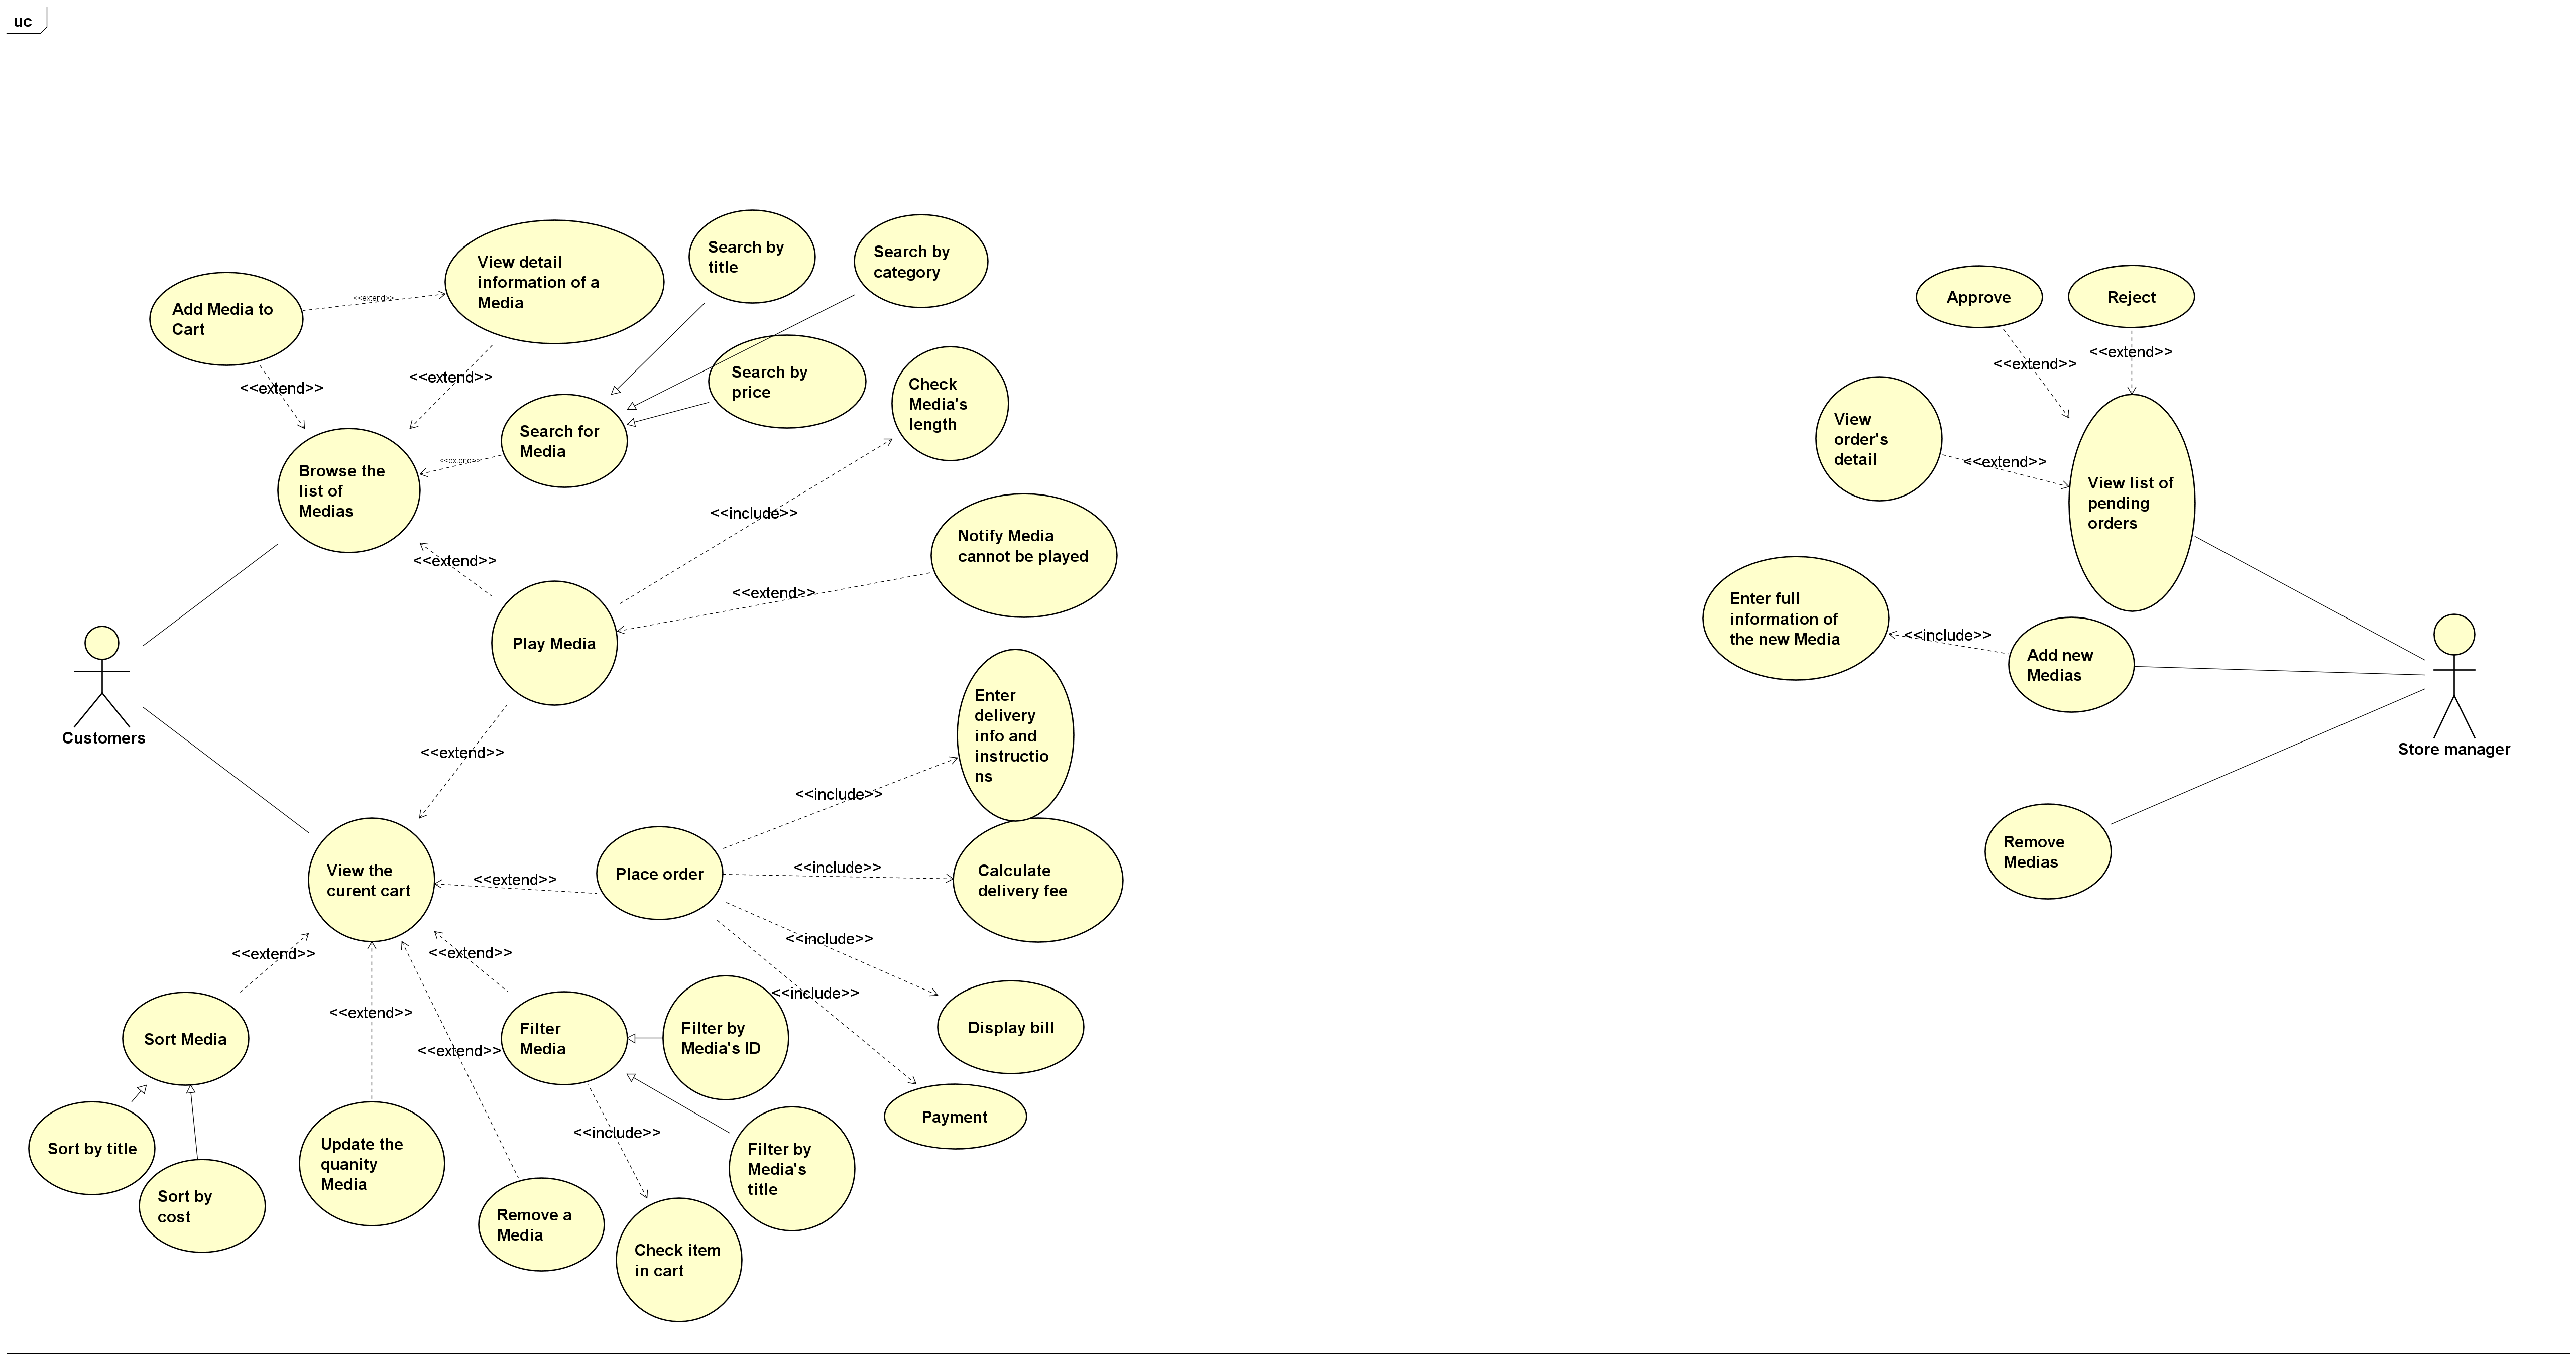 uc
Search by
title
Search by
category
View detail
information of a
Media
Add Media to
Cart
<<extend>>
<<extend>>
<<extend>>
Search by
price
Check
Media's
length
Search for
Media
<<extend>>
Browse the
list of
Medias
<<include>>
Notify Media
cannot be played
<<extend>>
<<extend>>
Play Media
Customers
<<extend>>
Enter
delivery
info and
instructio
ns
<<include>>
View the
curent cart
<<extend>>
Place order
<<include>>
Calculate
delivery fee
<<include>>
<<include>>
Display bill
Payment
<<extend>>
<<extend>>
<<extend>>
<<extend>>
Sort Media
Filter
Media
Filter by
Media's ID
Sort by title
Sort by
cost
Update the
quanity
Media
<<include>>
Filter by
Media's
title
Remove a
Media
Check item
in cart
Approve
Reject
<<extend>>
<<extend>>
View
order's
detail
<<extend>>
View list of
pending
orders
Enter full
information of
the new Media
<<include>>
Add new
Medias
Store manager
Remove
Medias